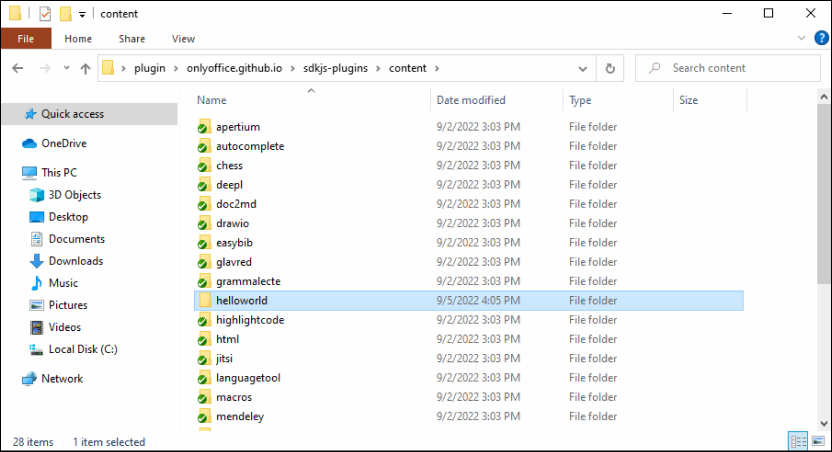 content
File Home Share View
plugin onlyoffice.github.io sdkjs-plugins content Search content
Name Date modified Type Size
Quick access
OneDrive
This PC
3D Objects
Desktop
Documents
Downloads
Music
Pictures
Videos
Local Disk (C:)
Network
apertium 9/2/2022 3:03 PM File folder
autocomplete 9/2/2022 3:03 PM File folder
chess 9/2/2022 3:03 PM File folder
deepl 9/2/2022 3:03 PM File folder
doc2md 9/2/2022 3:03 PM File folder
drawio 9/2/2022 3:03 PM File folder
easybib 9/2/2022 3:03 PM File folder
glavred 9/2/2022 3:03 PM File folder
grammalecte 9/2/2022 3:03 PM File folder
helloworld 9/5/2022 4:05 PM File folder
highlightcode 9/2/2022 3:03 PM File folder
html 9/2/2022 3:03 PM File folder
jitsi 9/2/2022 3:03 PM File folder
languagetool 9/2/2022 3:03 PM File folder
macros 9/2/2022 3:03 PM File folder
mendeley 9/2/2022 3:03 PM File folder
28 items 1 item selected